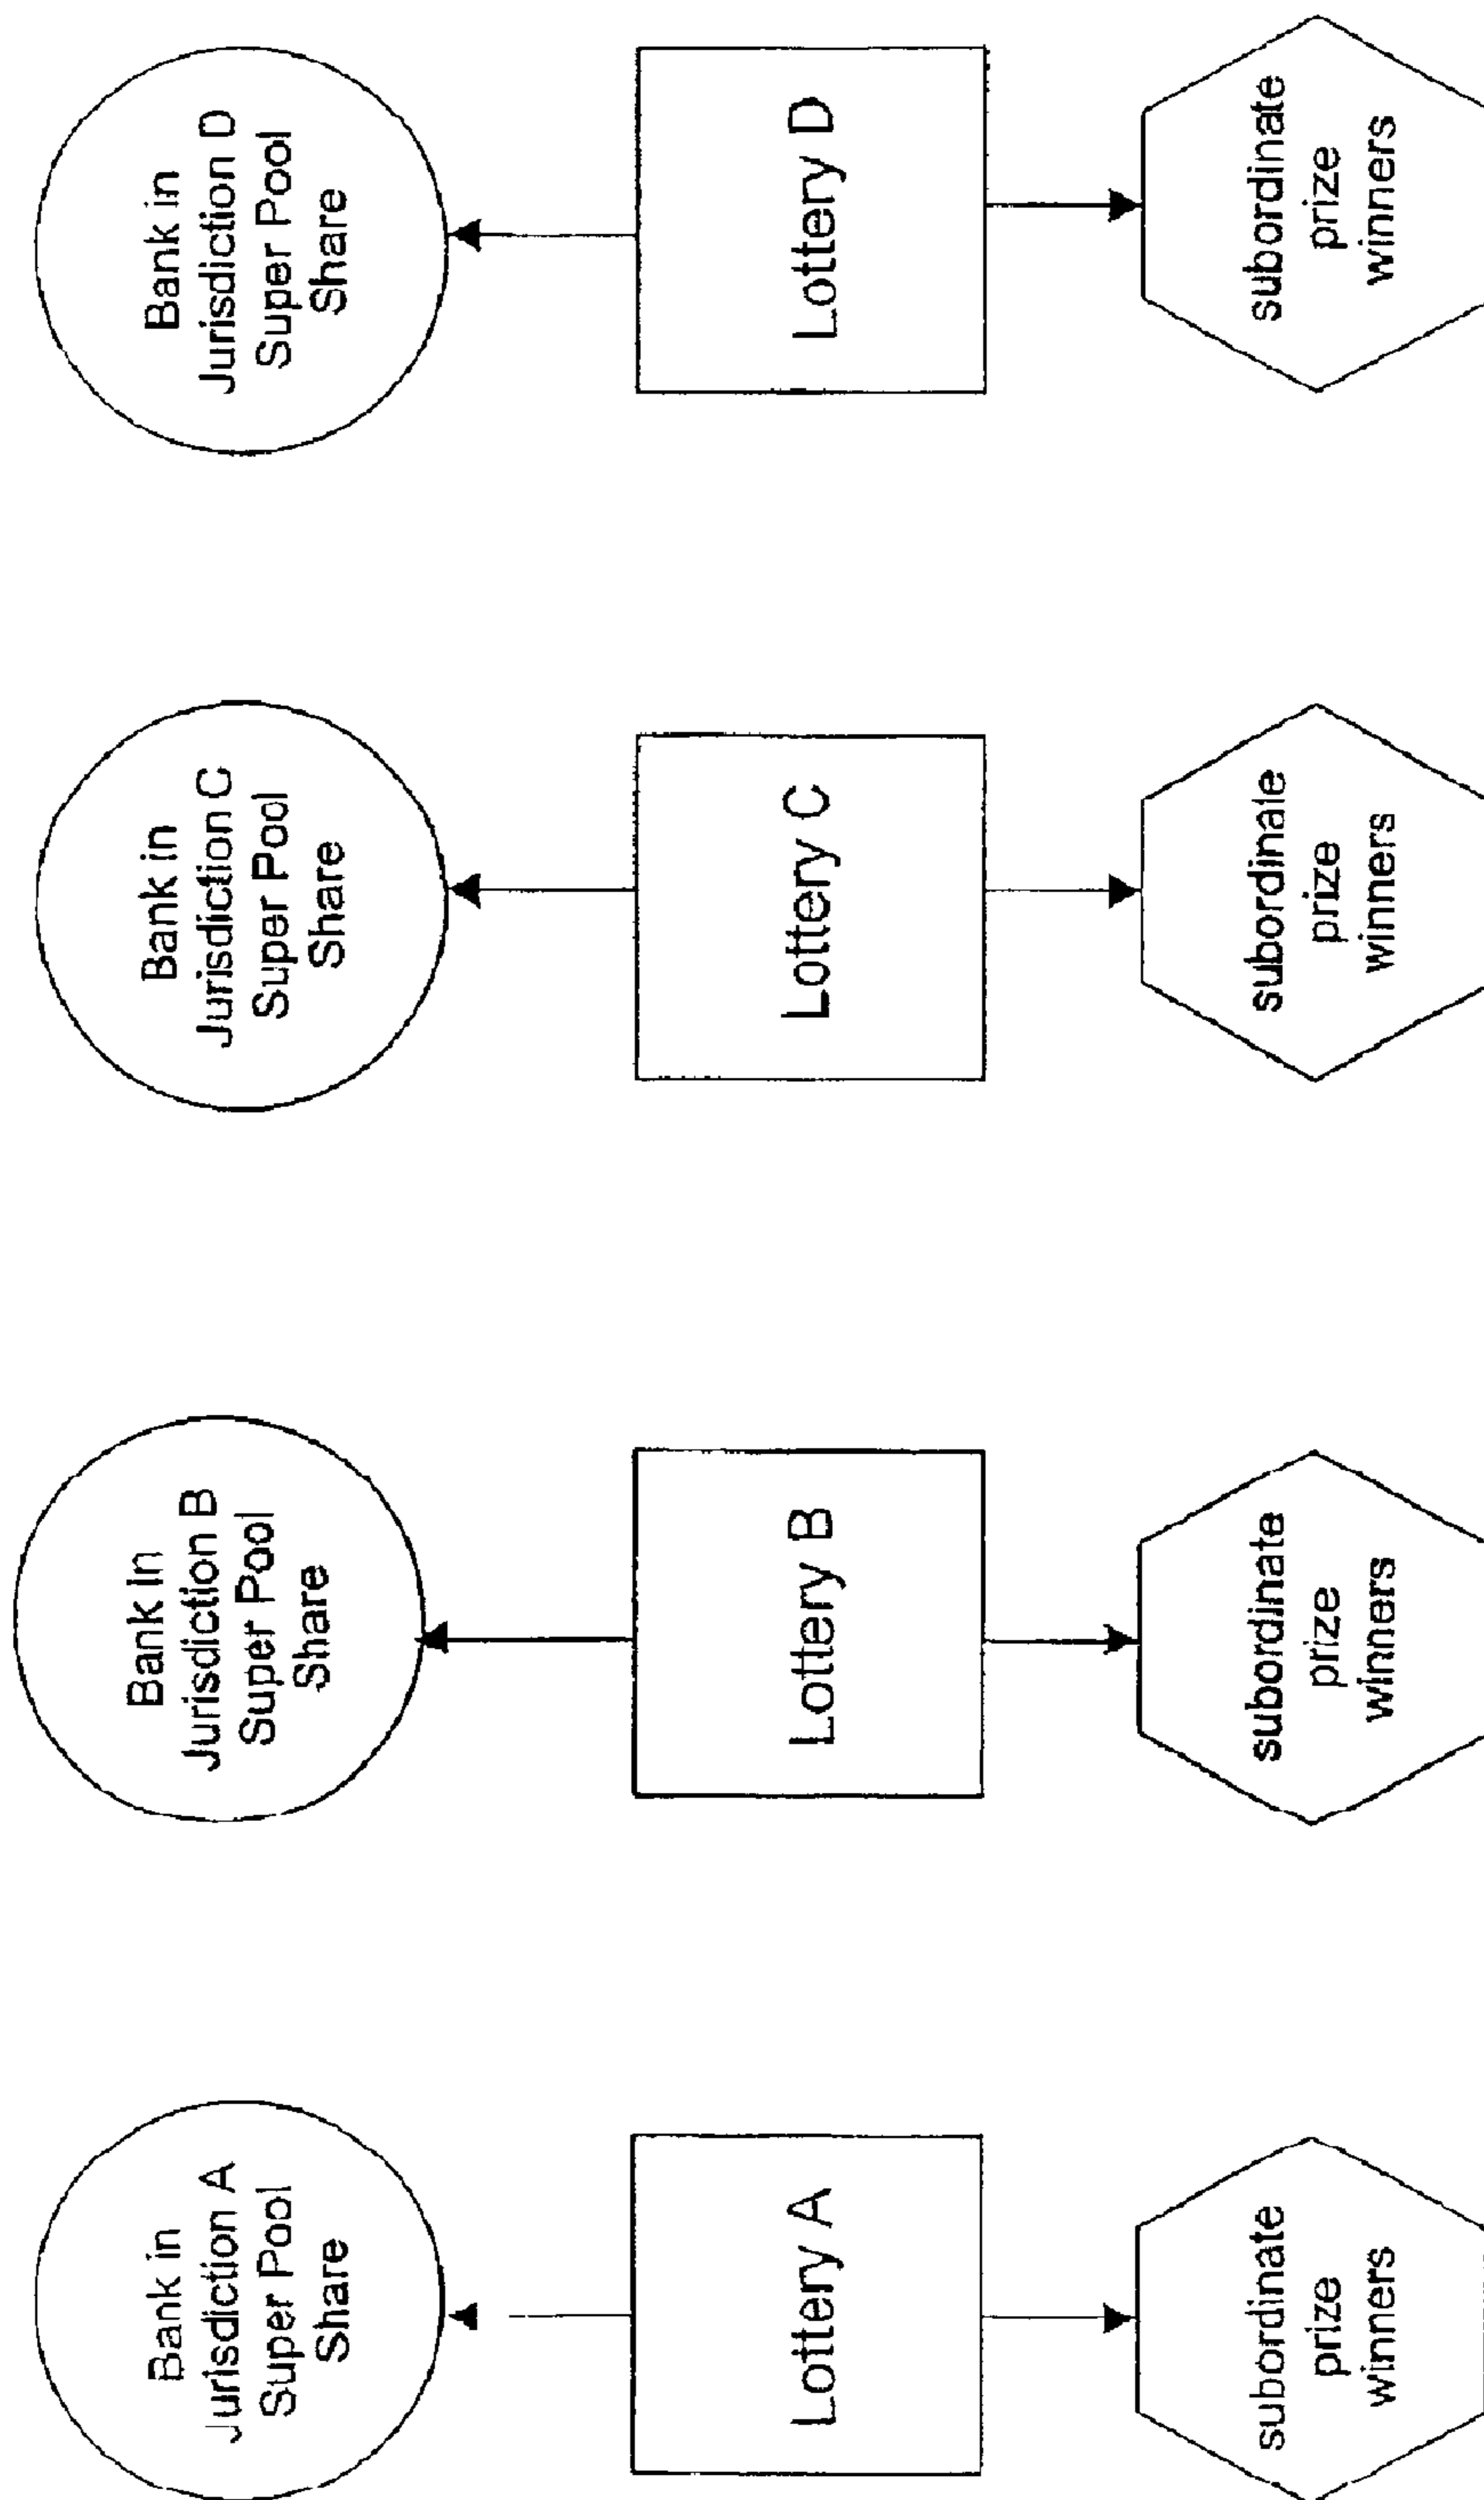 Bank in
Jurisdiction A
Super Pool
Share
Bank In
Jurisdiction B
Super Pool
Share
Bank in
Jurisdiction C
Super Pool
Share
Bank in
Jurisdiction D
Super Pool
Share
Lottery A
Lottery B
Lottery C
Lottery D
subordinate
prize
winners
subordinate
prize
winners
subordinate
prize
winners
subordinate
prize
winners